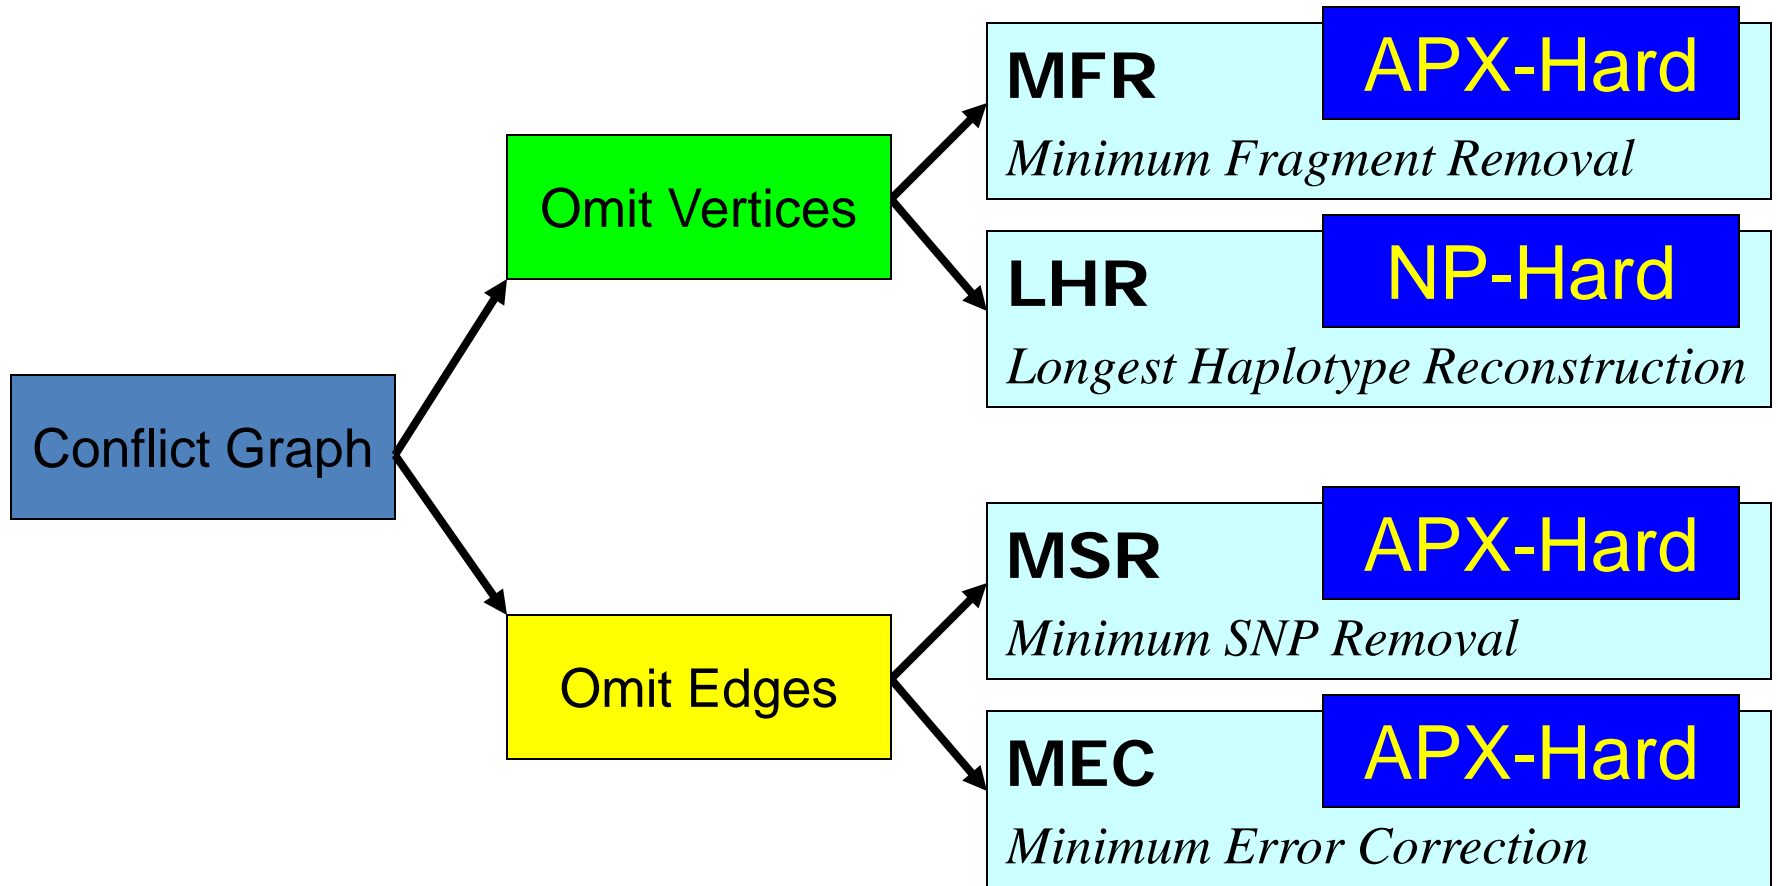 Conflict Graph
Omit Vertices
MFR
APX-Hard
Minimum Fragment Removal
LHR
NP-Hard
Longest Haplotype Reconstruction
Omit Edges
MSR
APX-Hard
Minimum SNP Removal
MEC
APX-Hard
Minimum Error Correction